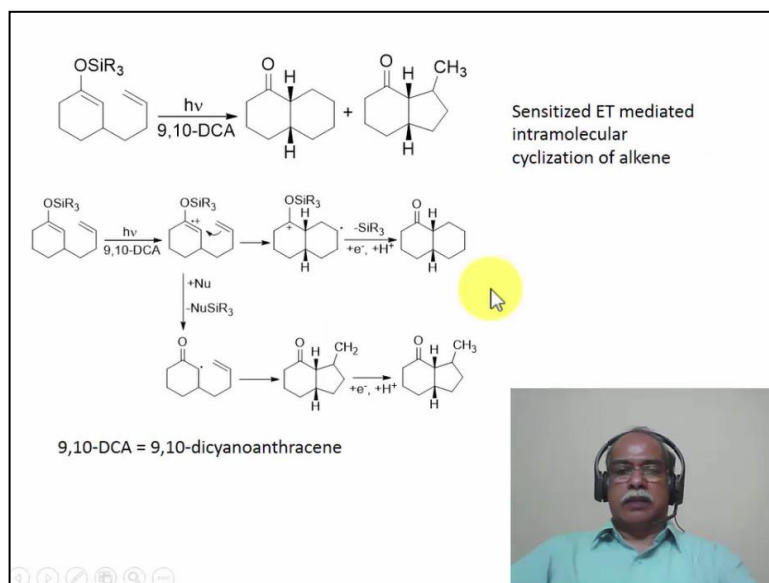 OSiR₃
hν
9,10-DCA
O
H
H
+
O
H
CH₃
H
Sensitized ET mediated
intramolecular
cyclization of alkene
OSiR₃
hν
9,10-DCA
OSiR₃
•+
OSiR₃
H
+
•
H
-SiR₃
+e⁻, +H⁺
O
H
H
+Nu
-NuSiR₃
O
•
O
H
CH₂
H
+e⁻, +H⁺
O
H
CH₃
H
9,10-DCA = 9,10-dicyanoanthracene